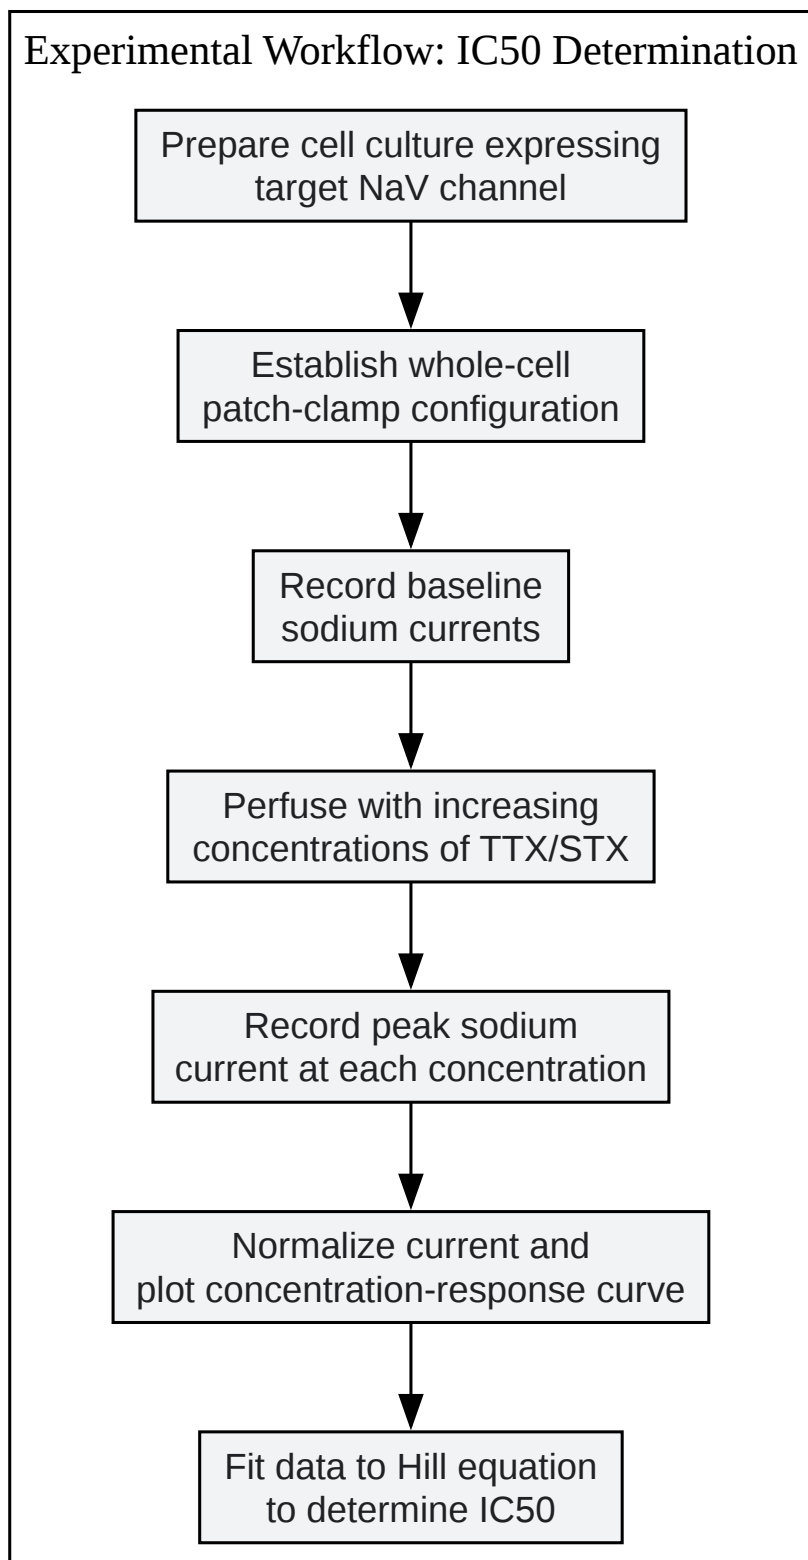 Experimental Workflow: IC50 Determination
Prepare cell culture expressing
target NaV channel
Establish whole-cell
patch-clamp configuration
Record baseline
sodium currents
Perfuse with increasing
concentrations of TTX/STX
Record peak sodium
current at each concentration
Normalize current and
plot concentration-response curve
Fit data to Hill equation
to determine IC50